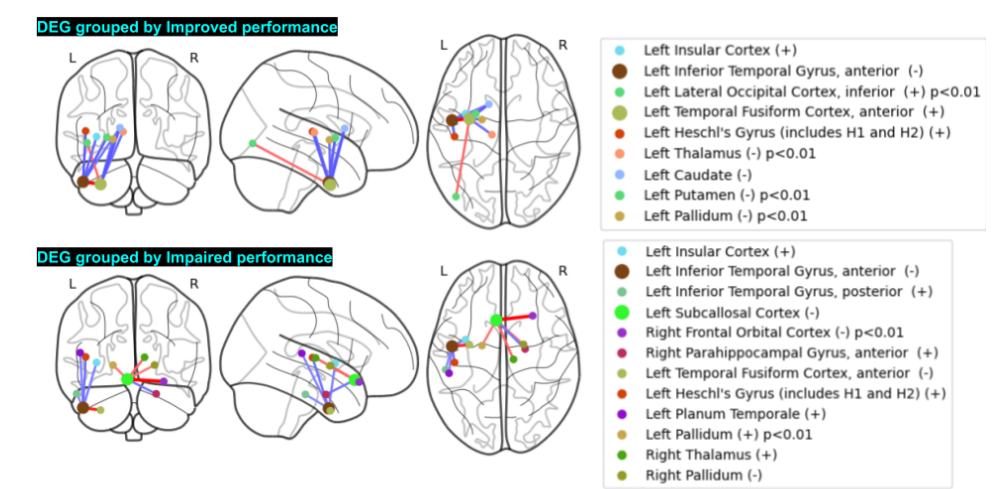 DEG grouped by Improved performance
L
R
L
R
Left Insular Cortex (+)
Left Inferior Temporal Gyrus, anterior (-)
Left Lateral Occipital Cortex, inferior (+) p<0.01
Left Temporal Fusiform Cortex, anterior (+)
Left Heschl's Gyrus (includes H1 and H2) (+)
Left Thalamus (-) p<0.01
Left Caudate (-)
Left Putamen (-) p<0.01
Left Pallidum (-) p<0.01
DEG grouped by Impaired performance
L
R
L
R
Left Insular Cortex (+)
Left Inferior Temporal Gyrus, anterior (-)
Left Inferior Temporal Gyrus, posterior (+)
Left Subcallosal Cortex (-)
Right Frontal Orbital Cortex (-) p<0.01
Right Parahippocampal Gyrus, anterior (+)
Left Temporal Fusiform Cortex, anterior (-)
Left Heschl's Gyrus (includes H1 and H2) (+)
Left Planum Temporale (+)
Left Pallidum (+) p<0.01
Right Thalamus (+)
Right Pallidum (-)